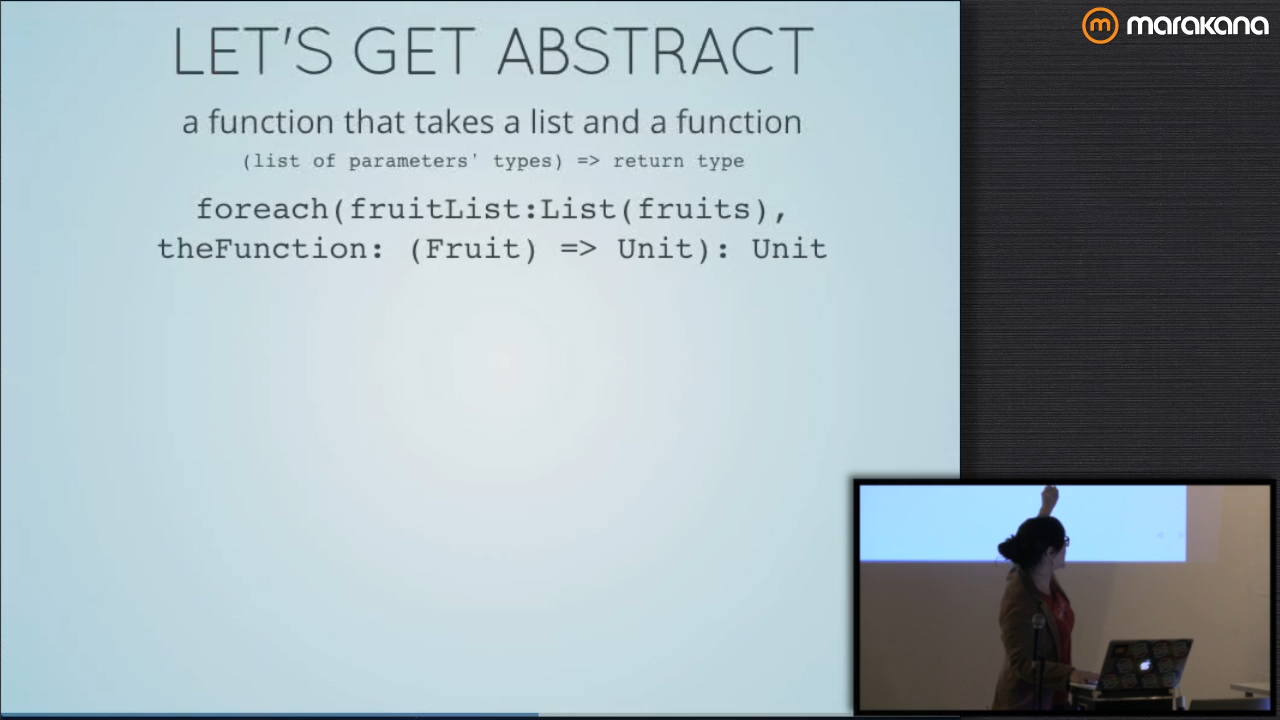 LET'S GET ABSTRACT
a function that takes a list and a function
(list of parameters' types) => return type
foreach(fruitList:List(fruits),
theFunction: (Fruit) => Unit): Unit
m marakana